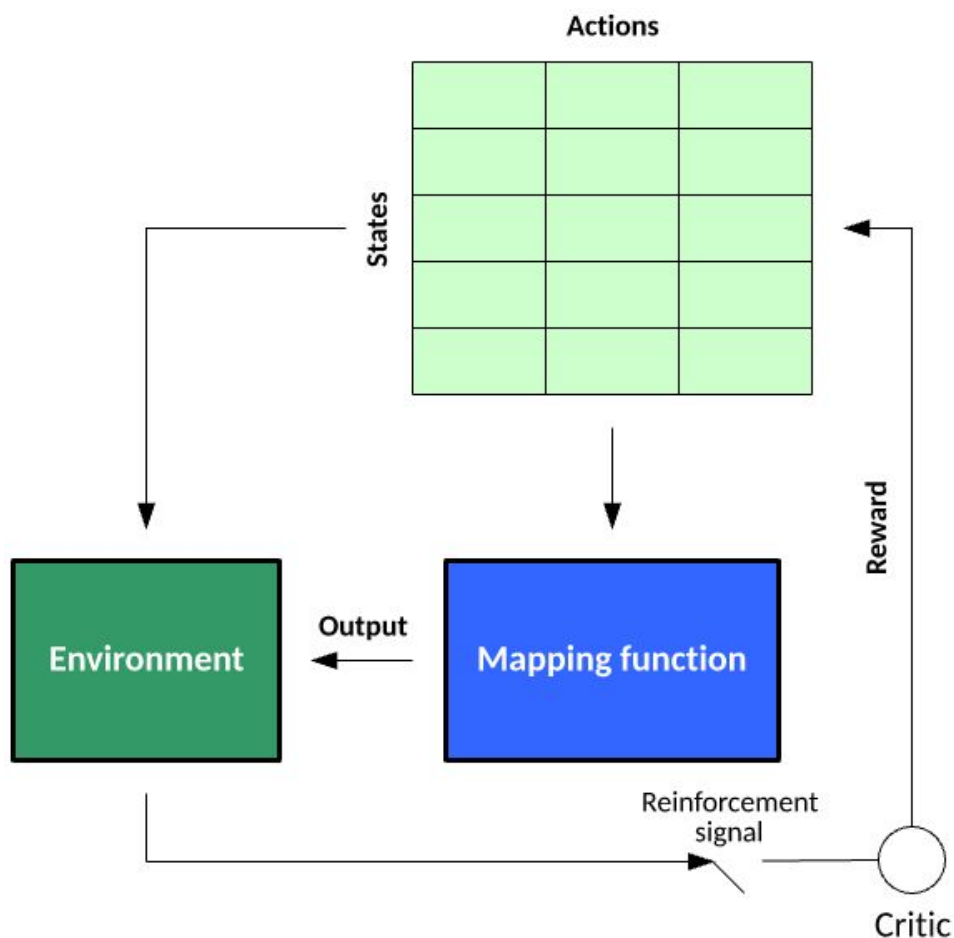 Actions
States
Reward
Output
Environment
Mapping function
Reinforcement
signal
Critic